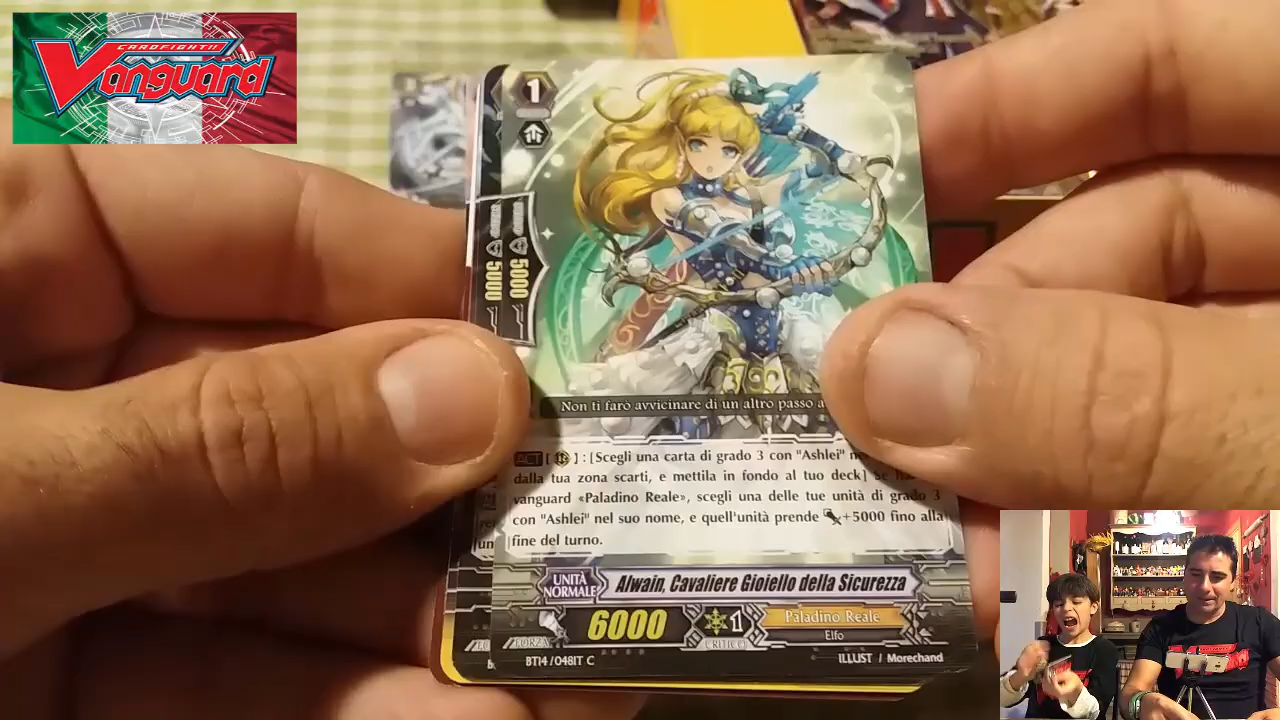 CARDFIGHT!!
Vanguard
1
5000
5000
Non ti farò avvicinare di un altro passo
ACT [ ] : [Scegli una carta di grado 3 con "Ashlei"
dalla tua zona scarti, e mettila in fondo al tuo deck]
vanguard «Paladino Reale», scegli una delle tue unità di grado 3
con "Ashlei" nel suo nome, e quell'unità prende +5000 fino alla
fine del turno.
UNITÀ
NORMALE
Alwain, Cavaliere Gioiello della Sicurezza
FORZA
6000
1
CRITICO
Paladino Reale
Elfo
BT14/048IT C
ILLUST / Morechand